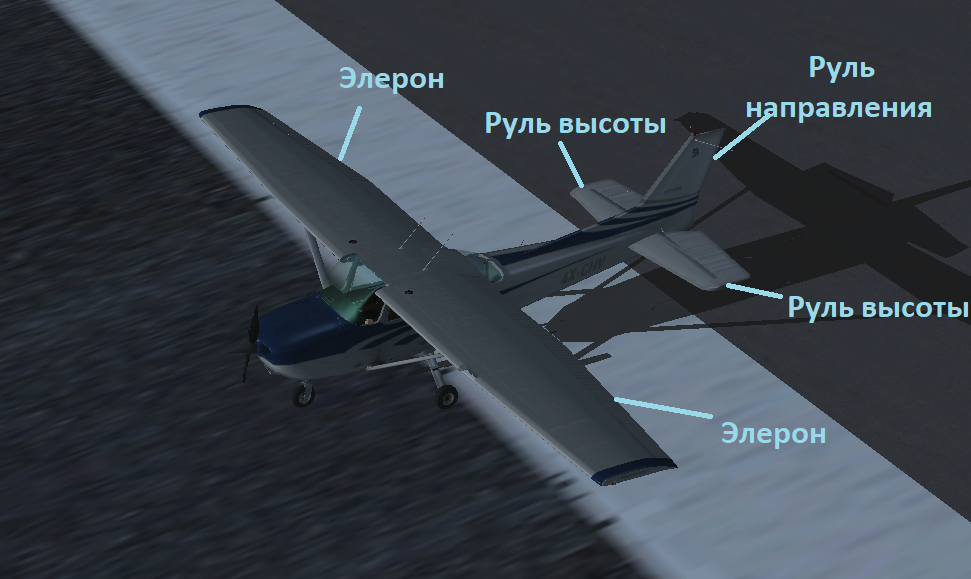 Элерон
Руль высоты
Руль
направления
Руль высоты
Элерон